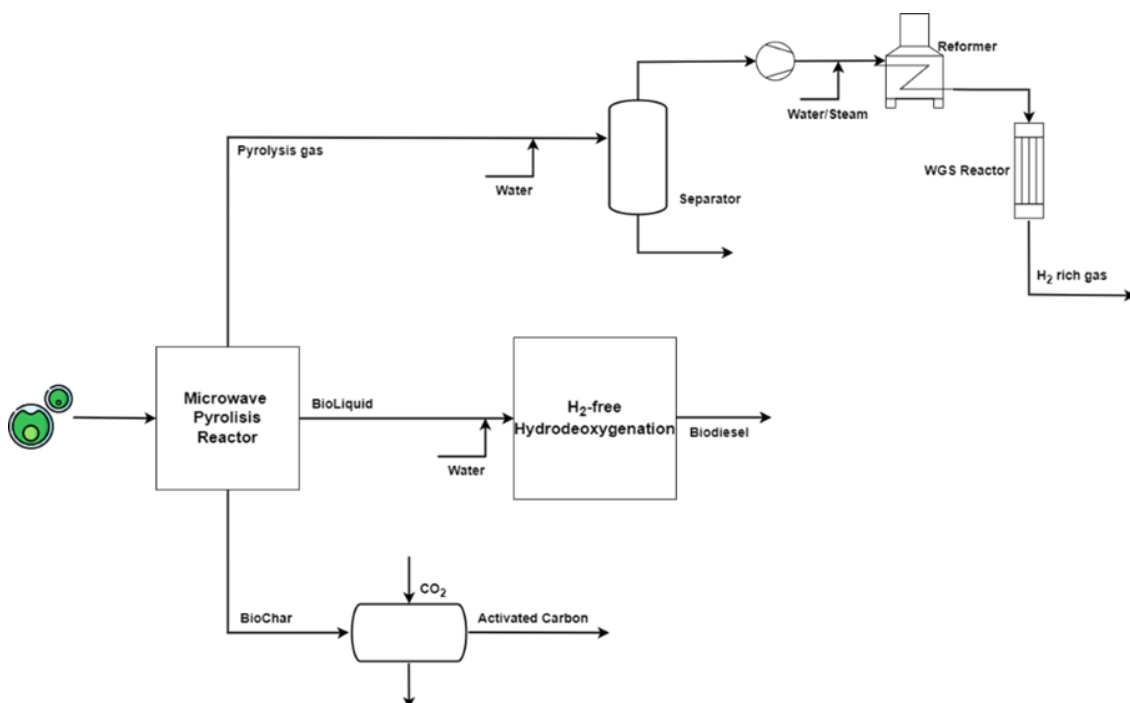 Reformer
Water/Steam
Pyrolysis gas
WGS Reactor
Water
Separator
H₂ rich gas
Microwave
Pyrolisis
Reactor
BioLiquid
H₂-free
Hydrodeoxygenation
Biodiesel
Water
CO₂
BioChar
Activated Carbon